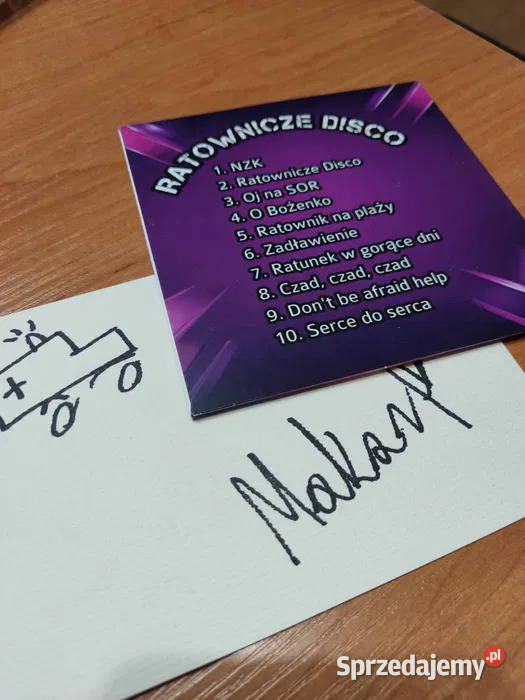 RATOWNICZE DISCO
1. NZK
2. Ratownicze Disco
3. Oj na SOR
4. O Bożenko
5. Ratownik na plaży
6. Zadławienie
7. Ratunek w gorące dni
8. Czad, czad, czad
9. Don't be afraid help
10. Serce do serca
Sprzedajemy.pl